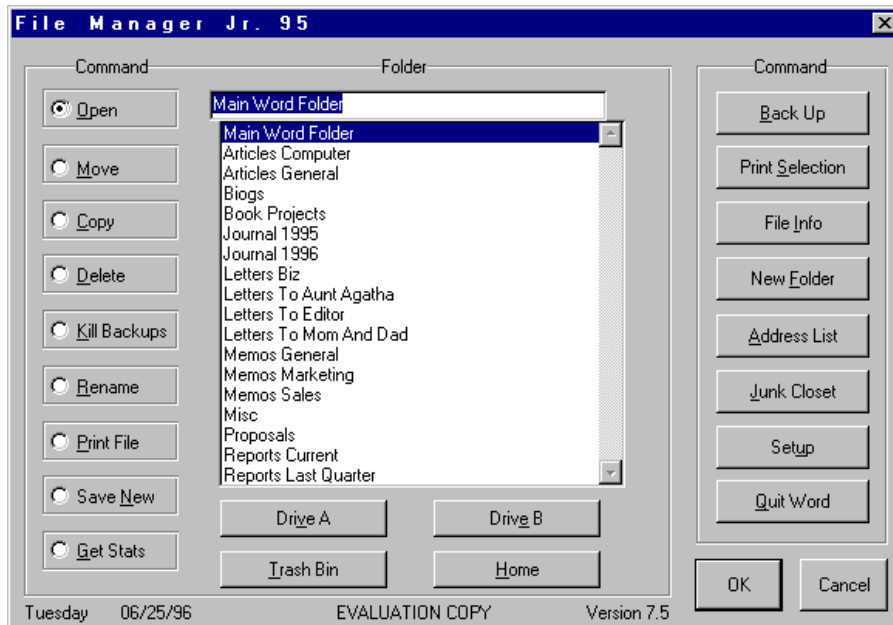 File Manager Jr. 95
Command
Open
Move
Copy
Delete
Kill Backups
Rename
Print File
Save New
Get Stats
Folder
Main Word Folder
Main Word Folder
Articles Computer
Articles General
Biogs
Book Projects
Journal 1995
Journal 1996
Letters Biz
Letters To Aunt Agatha
Letters To Editor
Letters To Mom And Dad
Memos General
Memos Marketing
Memos Sales
Misc
Proposals
Reports Current
Reports Last Quarter
Drive A
Drive B
Trash Bin
Home
Command
Back Up
Print Selection
File Info
New Folder
Address List
Junk Closet
Setup
Quit Word
OK
Cancel
Tuesday 06/25/96 EVALUATION COPY Version 7.5